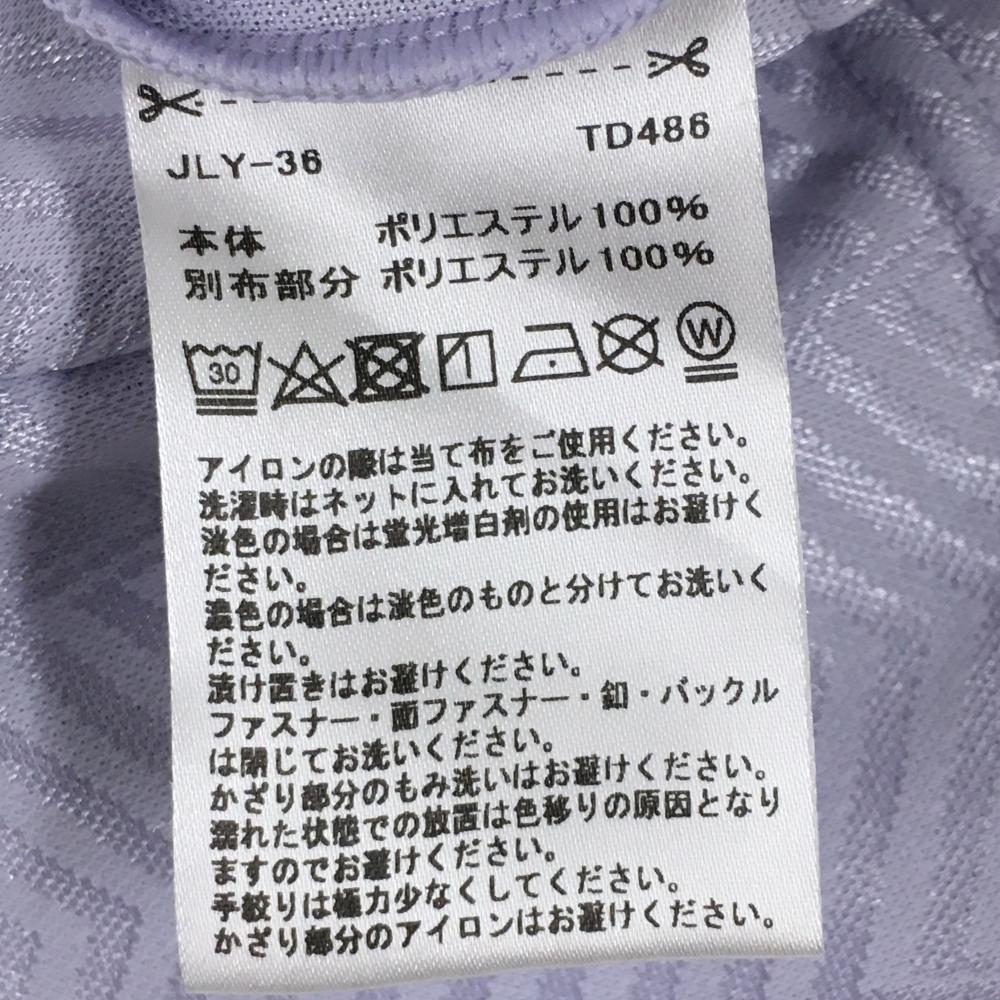 JLY-36 TD486
本体 ポリエステル 100%
別布部分 ポリエステル 100%
30 W
アイロンの際は当て布をご使用ください。
洗濯時はネットに入れてお洗いください。
淡色の場合は蛍光増白剤の使用はお避けく
ださい。
濃色の場合は淡色のものと分けてお洗いく
ださい。
漬け置きはお避けください。
ファスナー・面ファスナー・釦・バックル
は閉じてお洗いください。
かざり部分のもみ洗いはお避けください。
濡れた状態での放置は色移りの原因となり
ますのでお避けください。
手絞りは極力少なくしてください。
かざり部分のアイロンはお避けください。